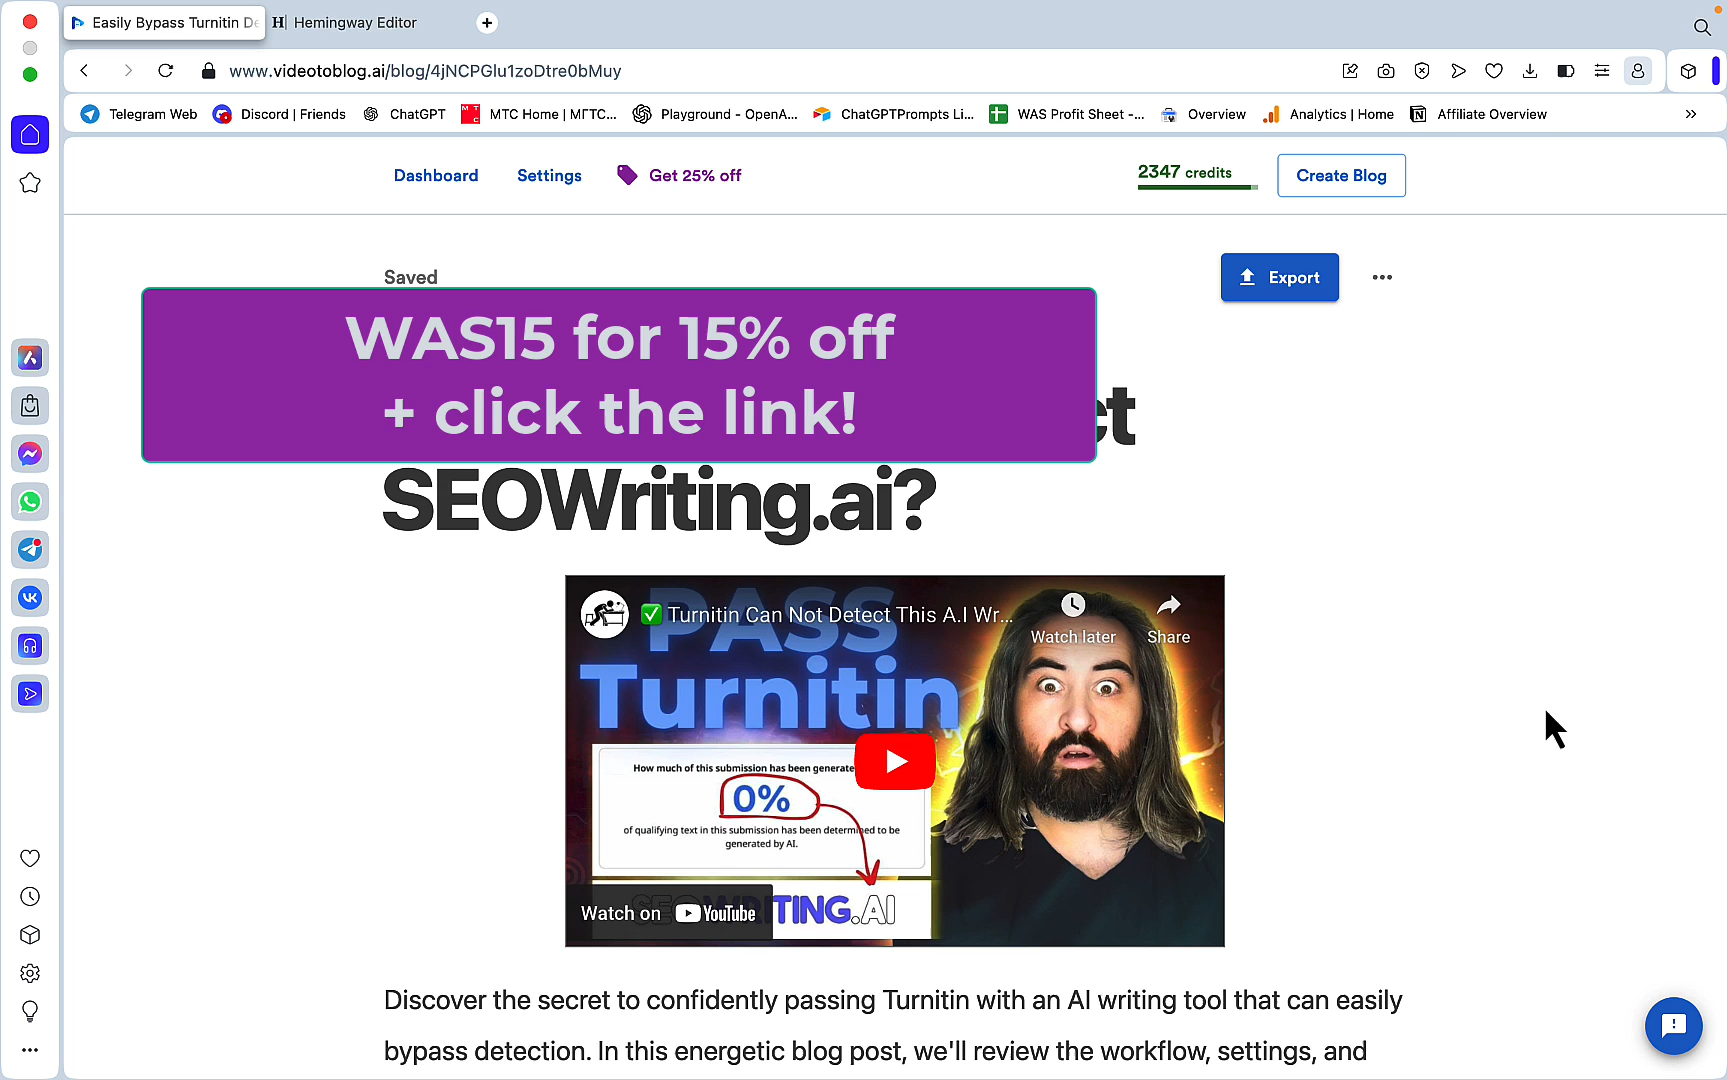 Easily Bypass Turnitin De
Hemingway Editor
www.videotoblog.ai/blog/4jNCPGlu1zoDtre0bMuy
Telegram Web
Discord | Friends
ChatGPT
МТС Home | МГТС...
Playground - OpenA...
ChatGPTPrompts Li...
WAS Profit Sheet -...
Overview
Analytics | Home
Affiliate Overview
Dashboard
Settings
Get 25% off
2347 credits
Create Blog
Saved
Export
WAS15 for 15% off
+ click the link!
ct
SEOWriting.ai?
✅ Turnitin Can Not Detect This A.I Wr...
Watch later
Share
PASS
Turnitin
How much of this submission has been generate
0%
of qualifying text in this submission has been determined to be
generated by AI.
Watch on YouTube
TING.AI
Discover the secret to confidently passing Turnitin with an AI writing tool that can easily
bypass detection. In this energetic blog post, we'll review the workflow, settings, and